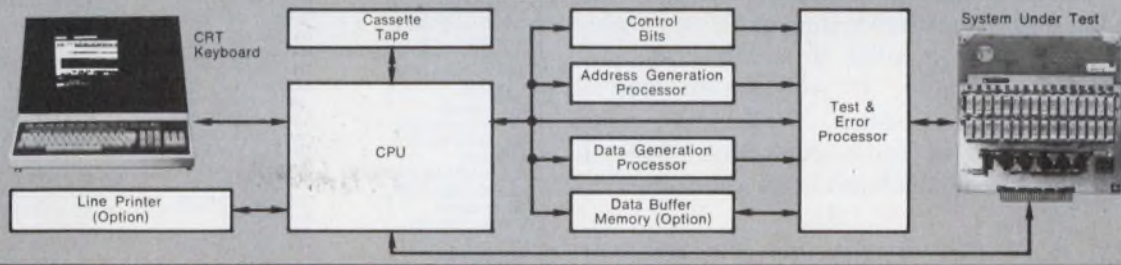 CRT
Keyboard
Line Printer
(Option)
Cassette
Tape
CPU
Control
Bits
Address Generation
Processor
Data Generation
Processor
Data Buffer
Memory (Option)
Test &
Error
Processor
System Under Test